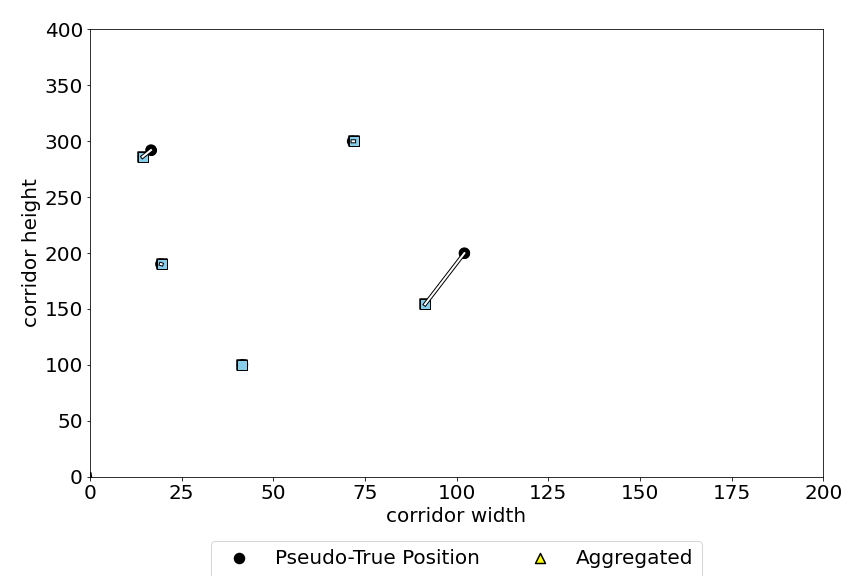 400
350
300
250
200
150
100
50
0
corridor height
0 25 50 75 100 125 150 175 200
corridor width
Pseudo-True Position Aggregated